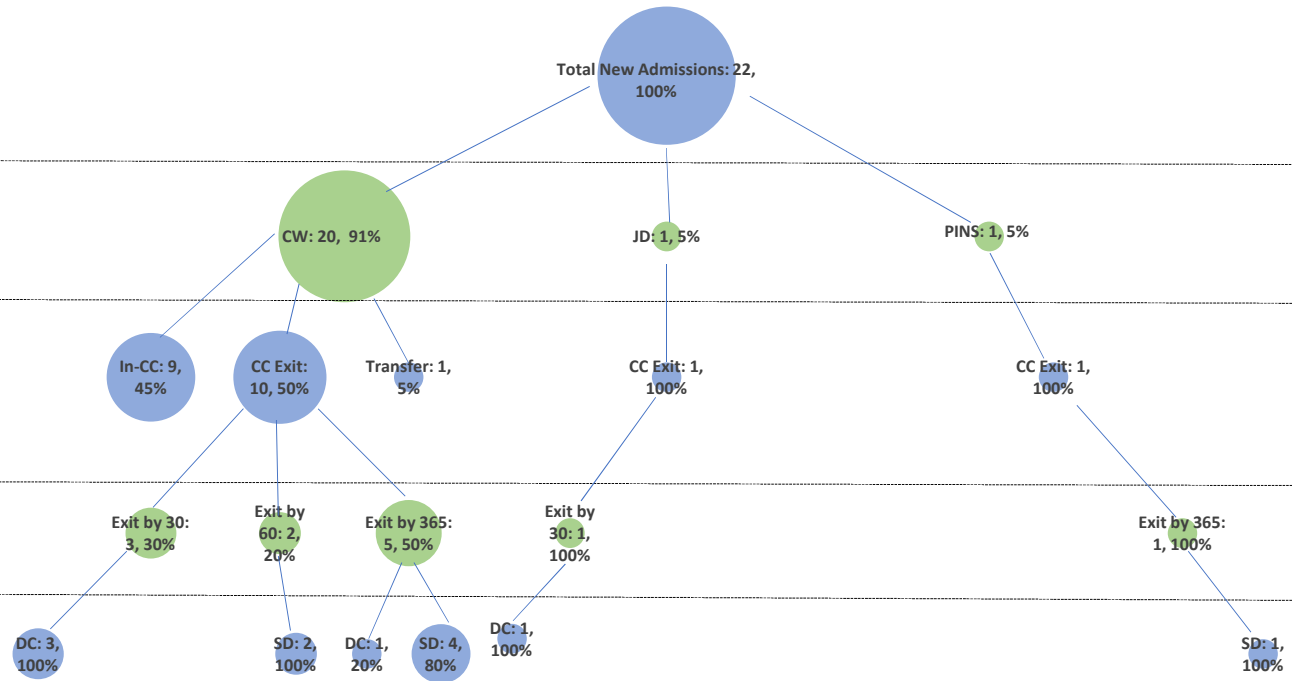 Total New Admissions: 22,
100%
CW: 20,  91%
JD: 1, 5%
PINS: 1, 5%
In-CC: 9,
45%
CC Exit:
10, 50%
Transfer: 1,
5%
CC Exit: 1,
100%
CC Exit: 1,
100%
Exit by 30:
3, 30%
Exit by
60: 2,
20%
Exit by 365:
5, 50%
Exit by
30: 1,
100%
Exit by 365:
1, 100%
DC: 3,
100%
SD: 2,
100%
DC: 1,
20%
SD: 4,
80%
DC: 1,
100%
SD: 1,
100%